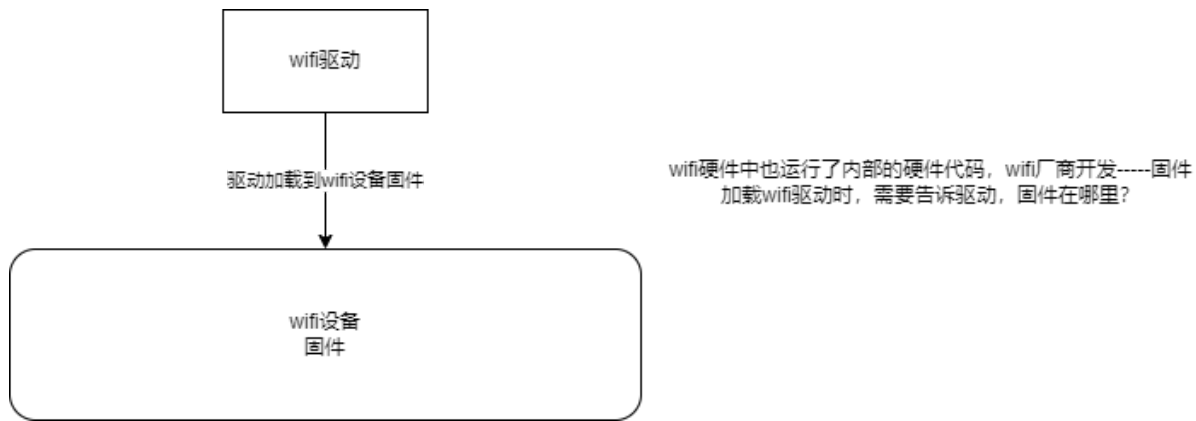 wifi驱动
驱动加载到wifi设备固件
wifi硬件中也运行了内部的硬件代码，wifi厂商开发-----固件
加载wifi驱动时，需要告诉驱动，固件在哪里？
wifi设备
固件